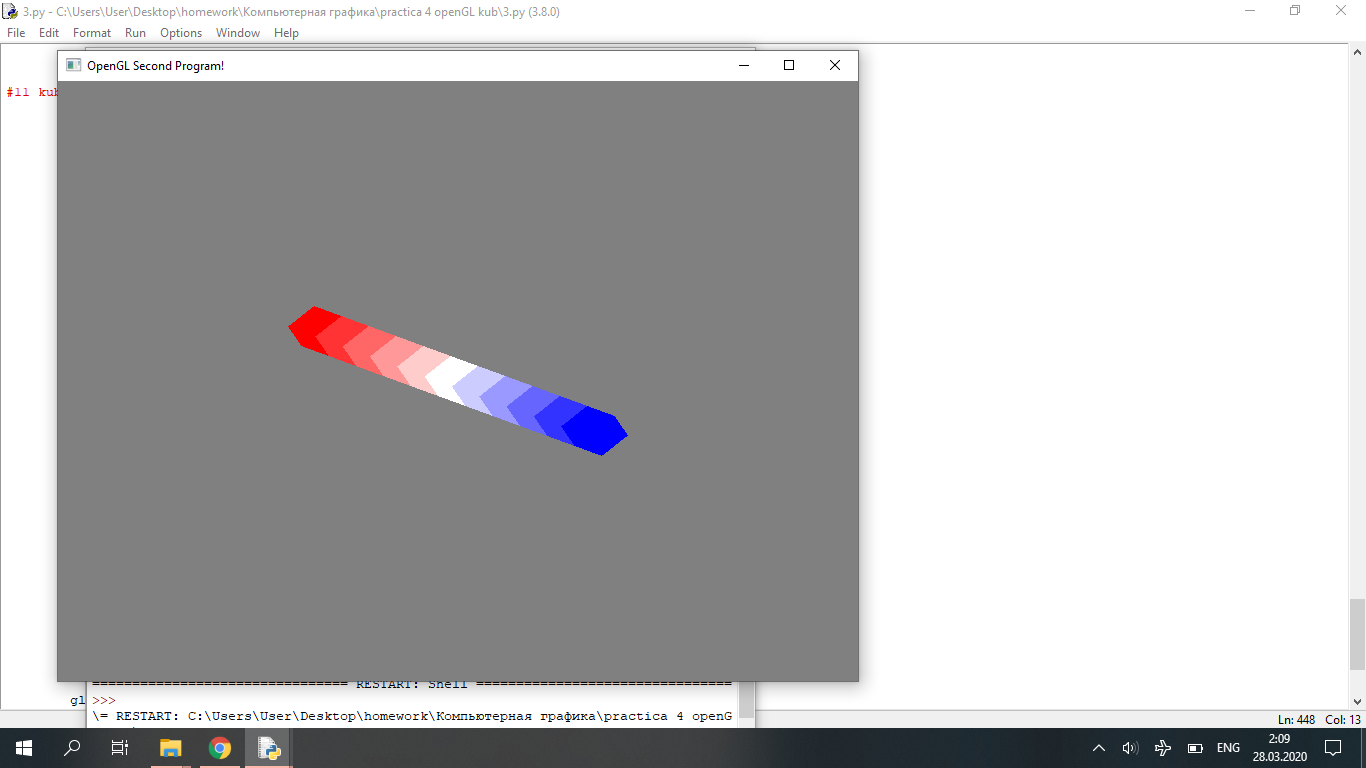 3.py - C:\Users\User\Desktop\homework\Компьютерная графика\practica 4 openGL kub\3.py (3.8.0)
File Edit Format Run Options Window Help
OpenGL Second Program!
#11 kub
=============================== RESTART: Shell ===============================
gl
>>>
\= RESTART: C:\Users\User\Desktop\homework\Компьютерная графика\practica 4 openG
Ln: 448 Col: 13
ENG
2:09
28.03.2020